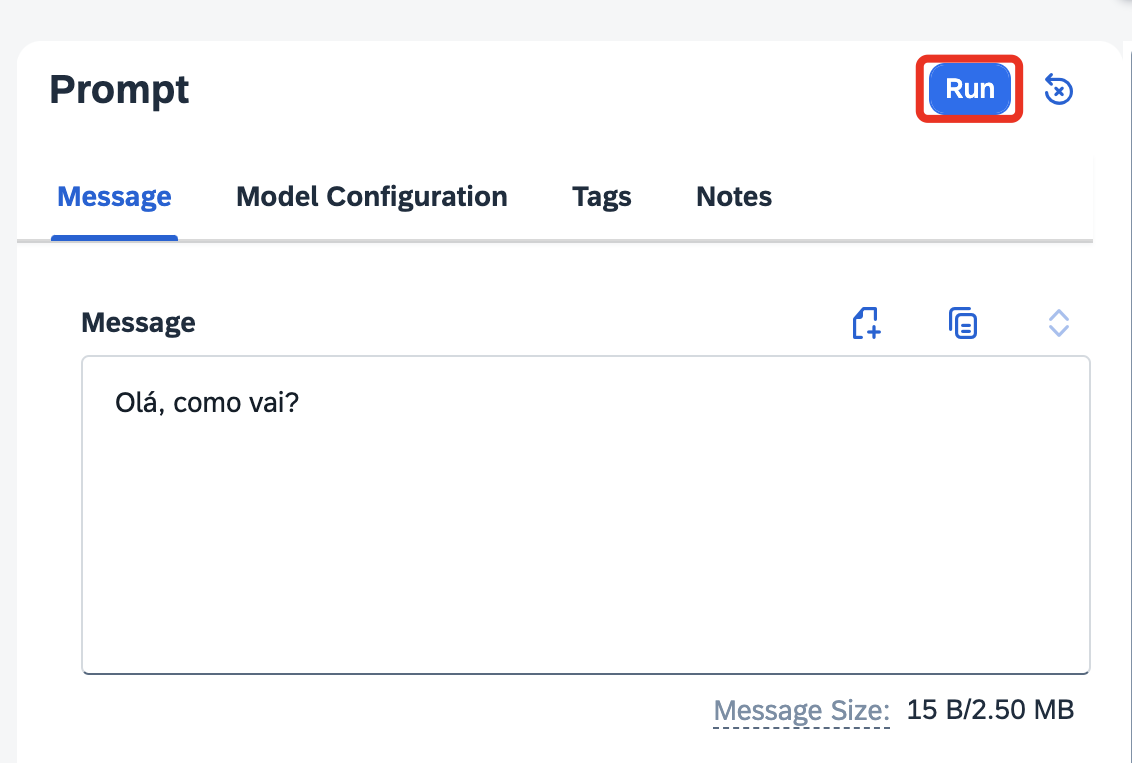 Prompt
Run
Message Model Configuration Tags Notes
Message
Olá, como vai?
Message Size: 15 B/2.50 MB